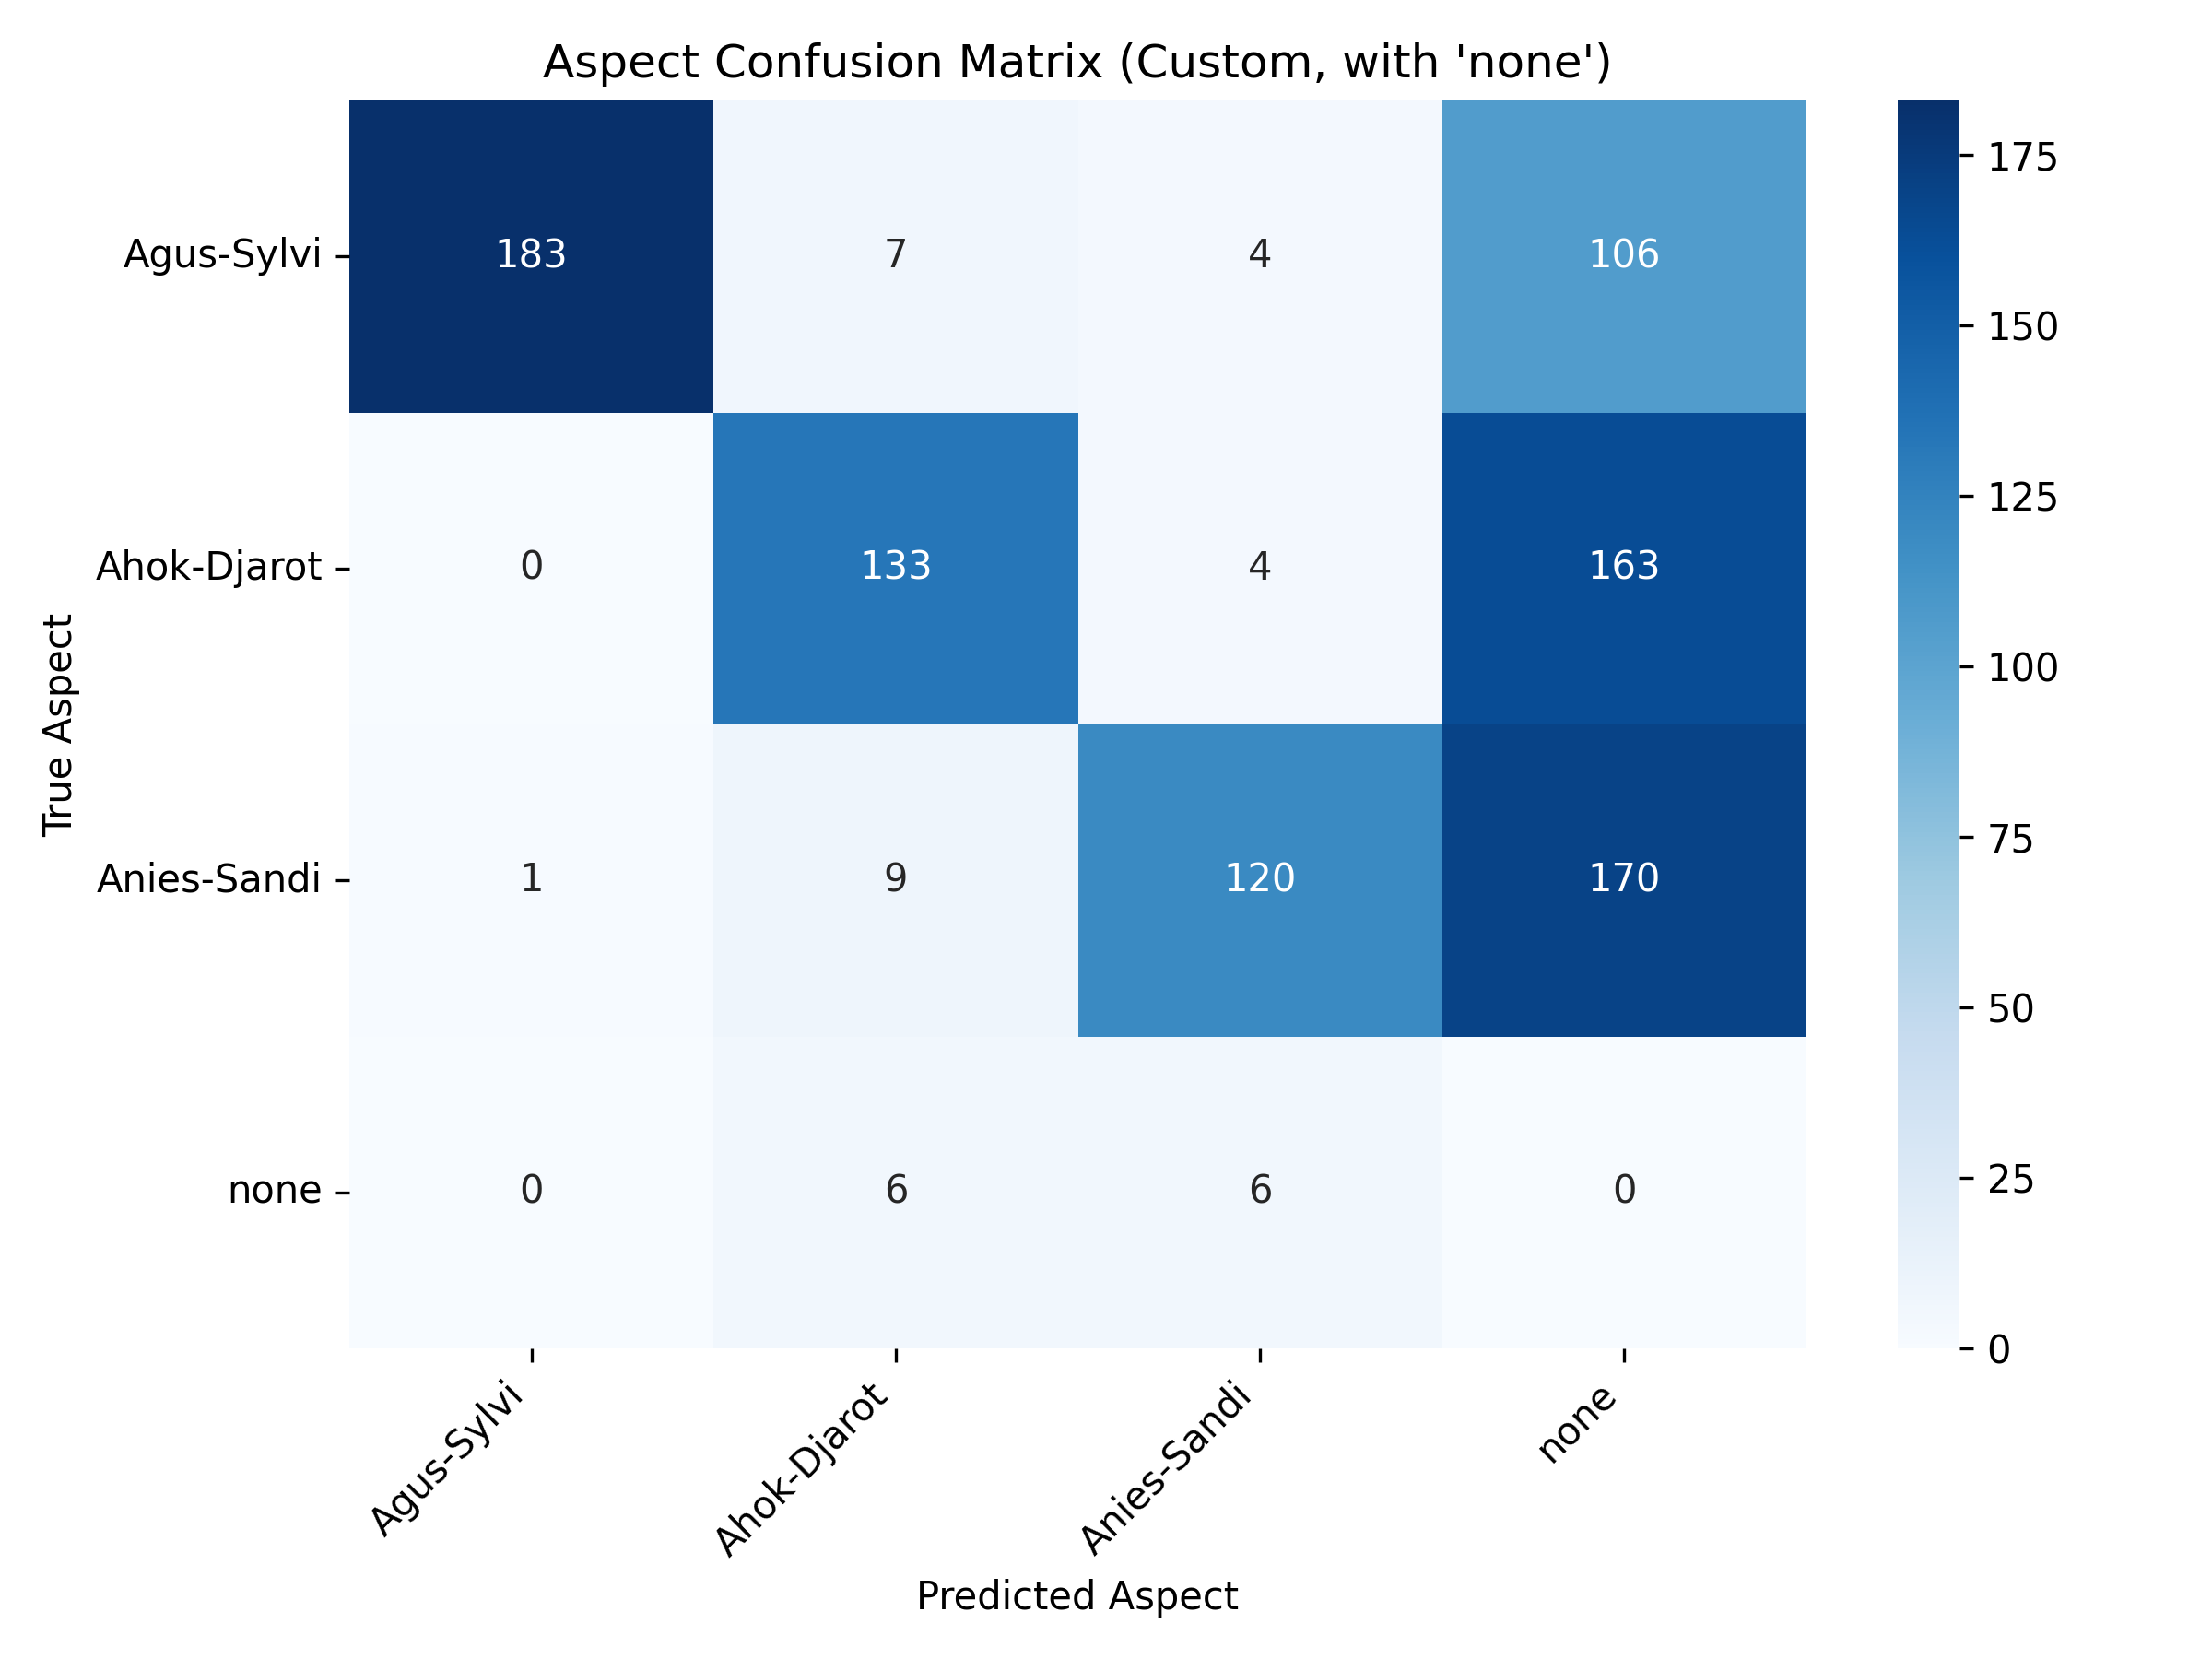 Aspect Confusion Matrix (Custom, with 'none')
Agus-Sylvi 183 7 4 106
Ahok-Djarot 0 133 4 163
Anies-Sandi 1 9 120 170
none 0 6 6 0
True Aspect
Agus-Sylvi Ahok-Djarot Anies-Sandi none
Predicted Aspect
175
150
125
100
75
50
25
0